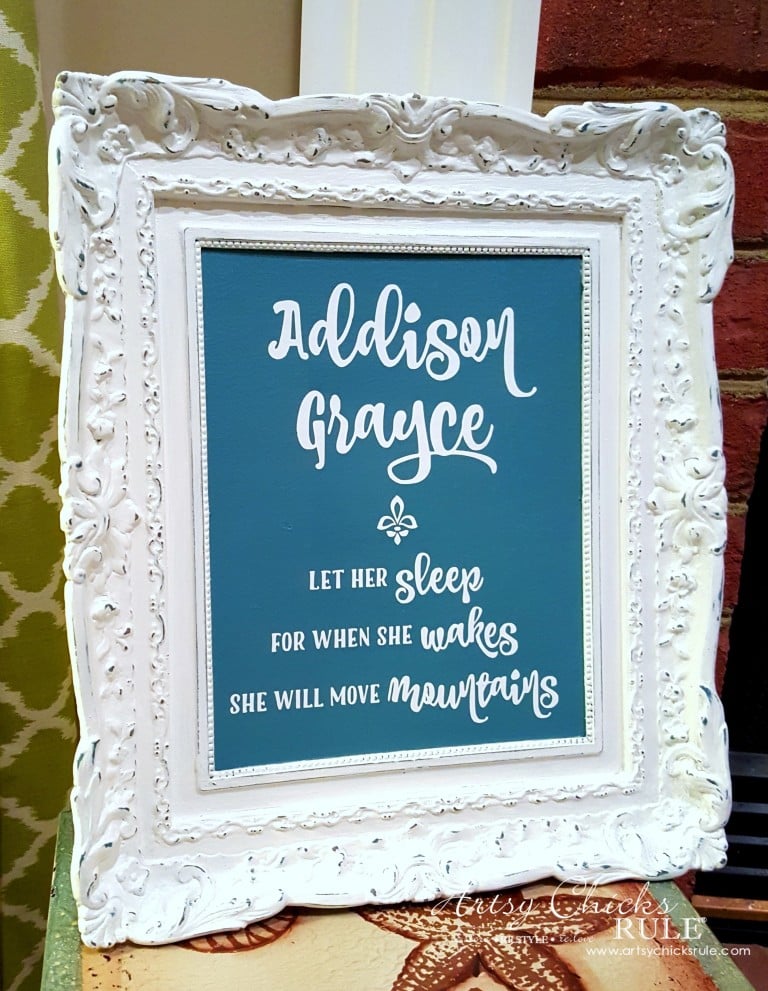 Addison
Grayce
LET HER sleep
FOR WHEN SHE wakes
SHE WILL MOVE mountains
Artsy Chicks
RULE®
www.artsychicksrule.com